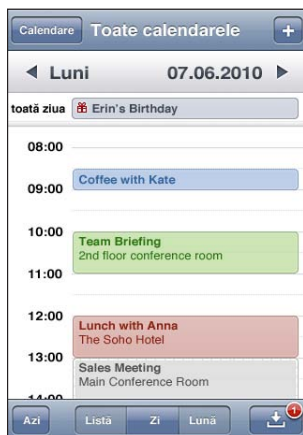 Calendare Toate calendarele +
Luni 07.06.2010
toată ziua Erin's Birthday
08:00
Coffee with Kate
09:00
10:00
Team Briefing
2nd floor conference room
11:00
12:00
Lunch with Anna
The Soho Hotel
13:00
Sales Meeting
Main Conference Room
14:00
Azi Listă Zi Lună 1